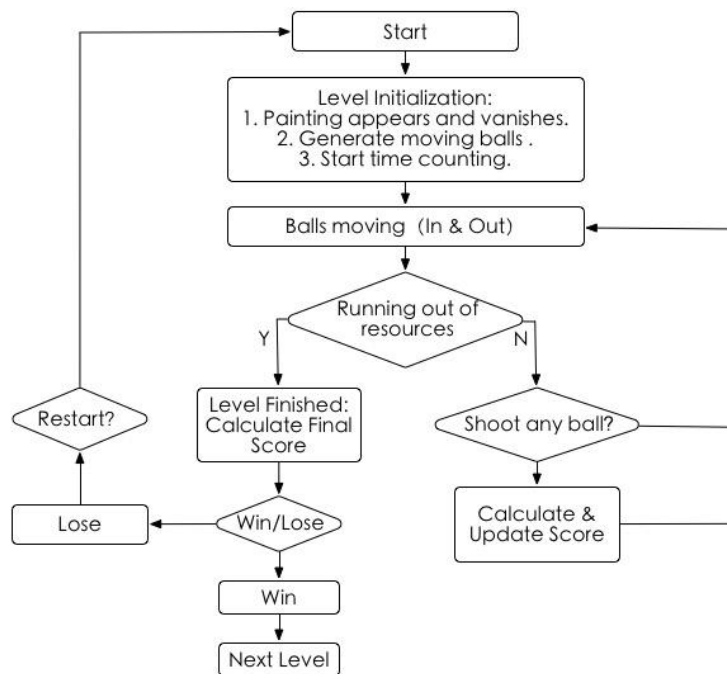 Start
Level Initialization:
1. Painting appears and vanishes.
2. Generate moving balls .
3. Start time counting.
Balls moving (In & Out)
Running out of
resources
Y
N
Restart?
Level Finished:
Calculate Final
Score
Shoot any ball?
Lose
Win/Lose
Calculate &
Update Score
Win
Next Level